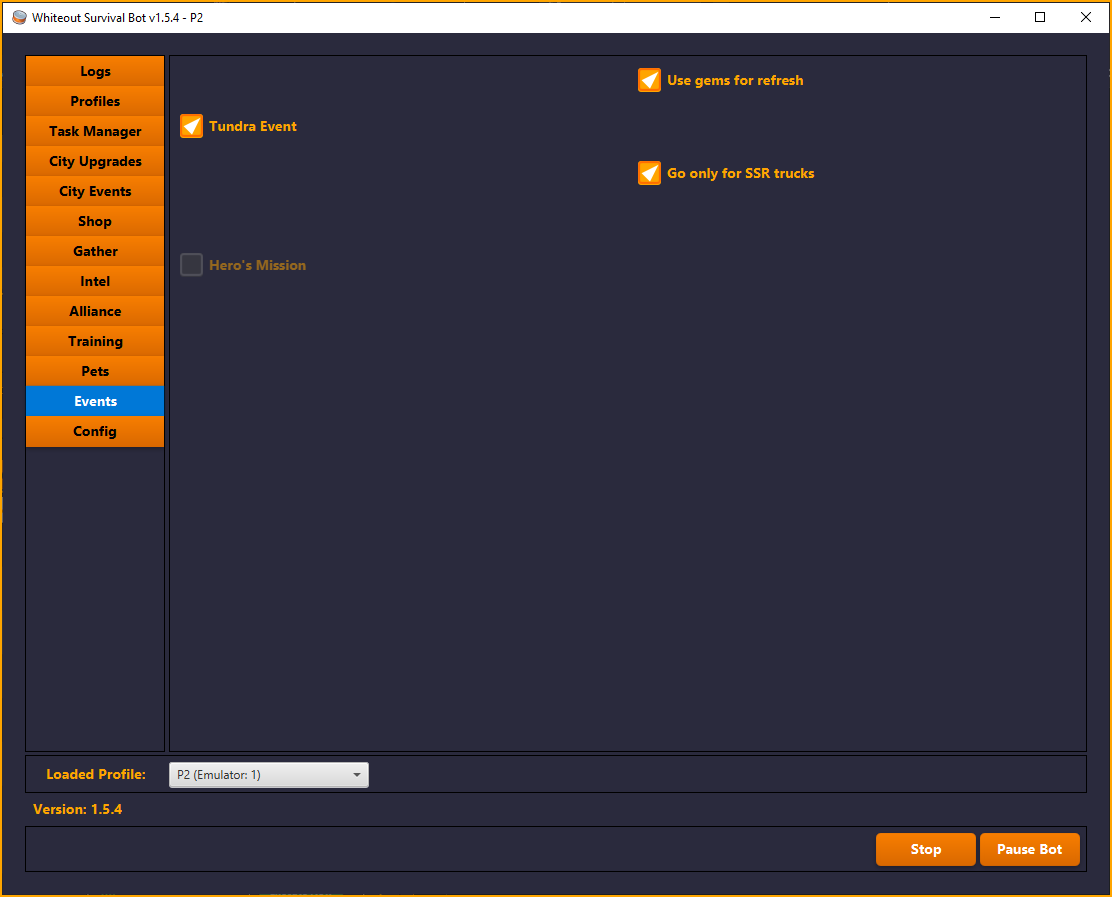 Whiteout Survival Bot v1.5.4 - P2
Logs
Profiles
Task Manager
City Upgrades
City Events
Shop
Gather
Intel
Alliance
Training
Pets
Events
Config
Use gems for refresh
Tundra Event
Go only for SSR trucks
Hero's Mission
Loaded Profile:
P2 (Emulator: 1)
Version: 1.5.4
Stop
Pause Bot